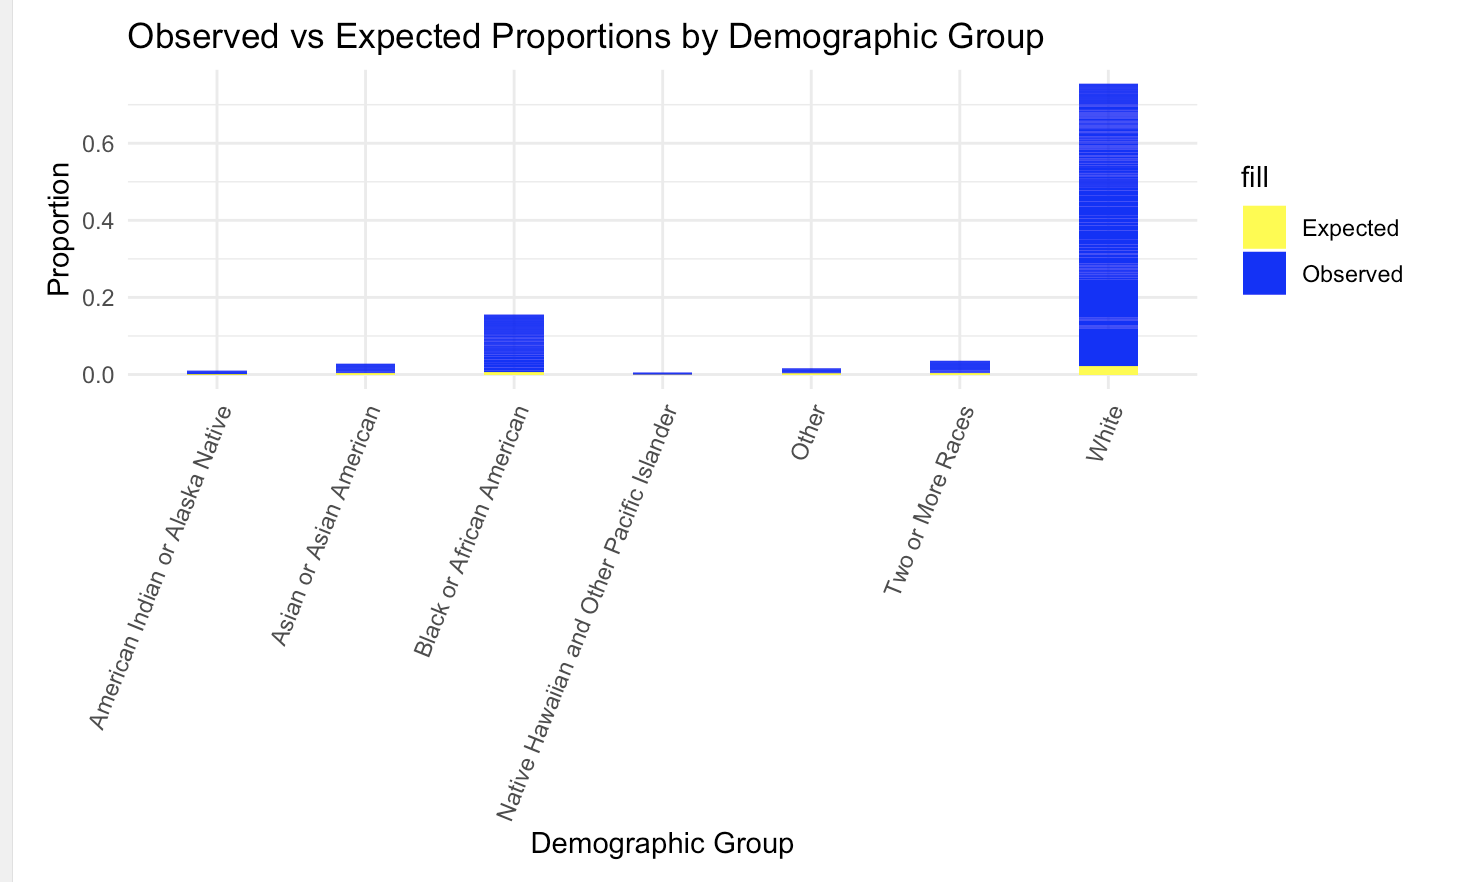 Observed vs Expected Proportions by Demographic Group
Proportion
0.6
0.4
0.2
0.0
American Indian or Alaska Native
Asian or Asian American
Black or African American
Native Hawaiian and Other Pacific Islander
Other
Two or More Races
White
Demographic Group
fill
Expected
Observed